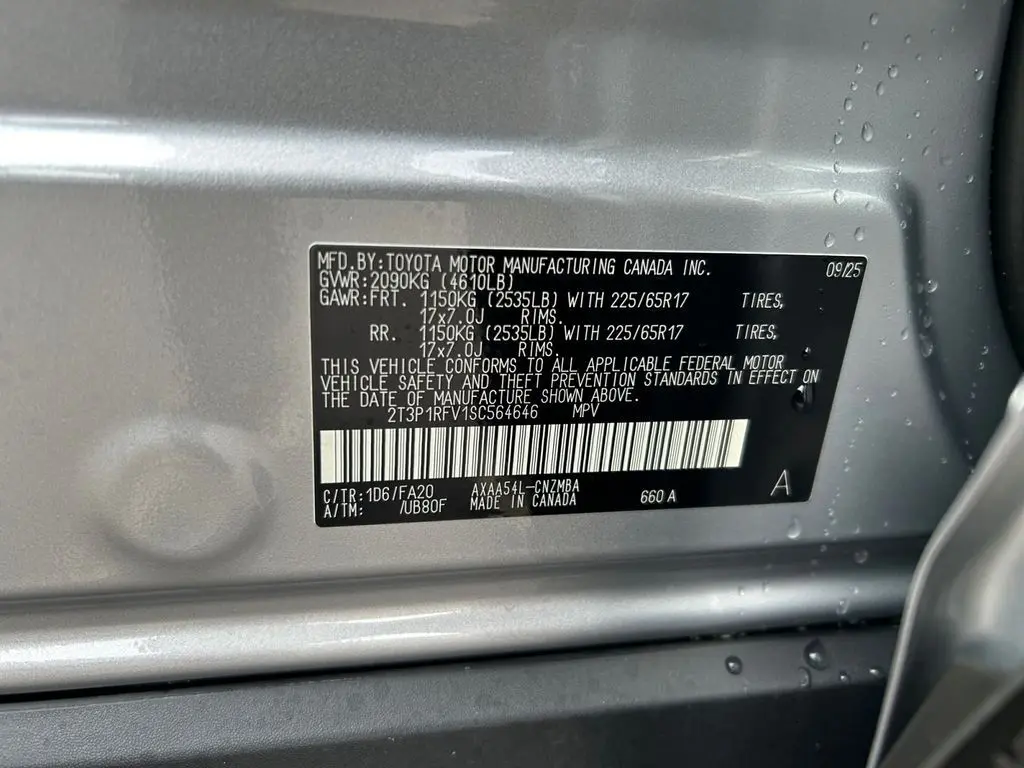 MFD.BY:TOYOTA MOTOR MANUFACTURING CANADA INC. 09/25
GVWR:2090KG (4610LB)
GAWR:FRT. 1150KG (2535LB) WITH 225/65R17 TIRES,
17x7.0J RIMS.
RR. 1150KG (2535LB) WITH 225/65R17 TIRES,
17x7.0J RIMS.
THIS VEHICLE CONFORMS TO ALL APPLICABLE FEDERAL MOTOR
VEHICLE SAFETY AND THEFT PREVENTION STANDARDS IN EFFECT ON
THE DATE OF MANUFACTURE SHOWN ABOVE.
2T3P1RFV1SC564646 MPV
C/TR:1D6/FA20 AXAA54L-CNZMBA
A/TM: /UB80F MADE IN CANADA 660 A A